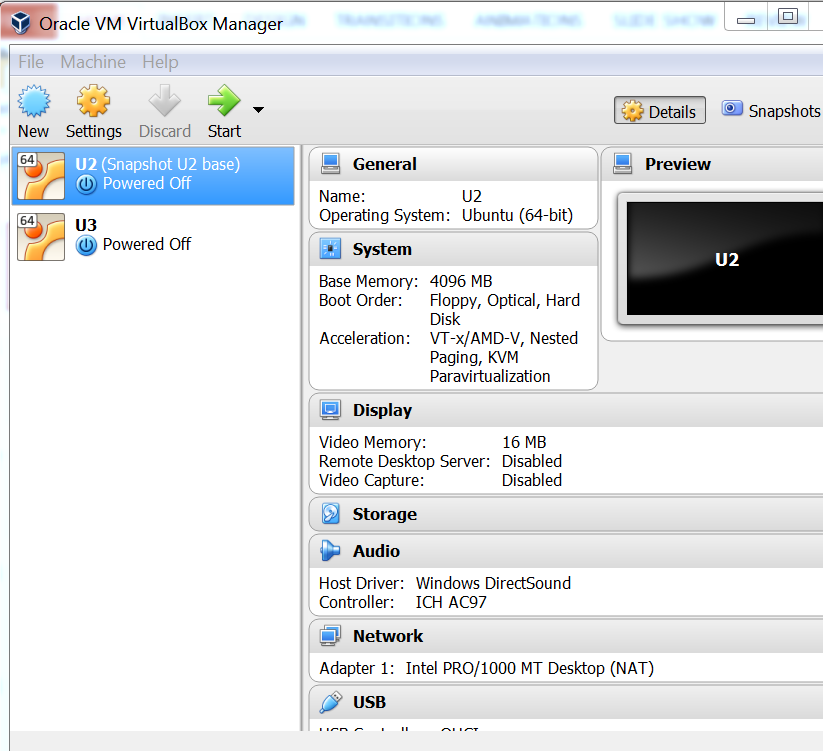 TRANSITIONS ANIMATIONS SLIDE SHOW
Oracle VM VirtualBox Manager
File Machine Help
New Settings Discard Start
Details Snapshots
64
U2 (Snapshot U2 base)
Powered Off
64
U3
Powered Off
General
Name: U2
Operating System: Ubuntu (64-bit)
Preview
U2
System
Base Memory: 4096 MB
Boot Order: Floppy, Optical, Hard
Disk
Acceleration: VT-x/AMD-V, Nested
Paging, KVM
Paravirtualization
Display
Video Memory: 16 MB
Remote Desktop Server: Disabled
Video Capture: Disabled
Storage
Audio
Host Driver: Windows DirectSound
Controller: ICH AC97
Network
Adapter 1: Intel PRO/1000 MT Desktop (NAT)
USB